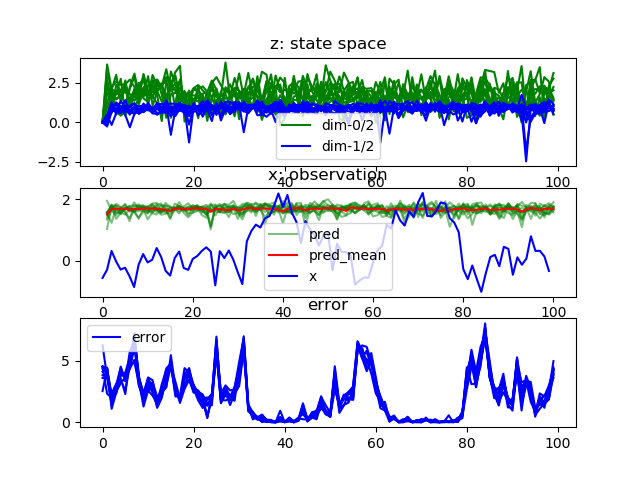 z: state space
2.5
0.0
−2.5
dim-0/2
dim-1/2
0 20 40 60 80 100
x: observation
2
0
pred
pred_mean
x
0 20 40 60 80 100
error
5
0
error
0 20 40 60 80 100